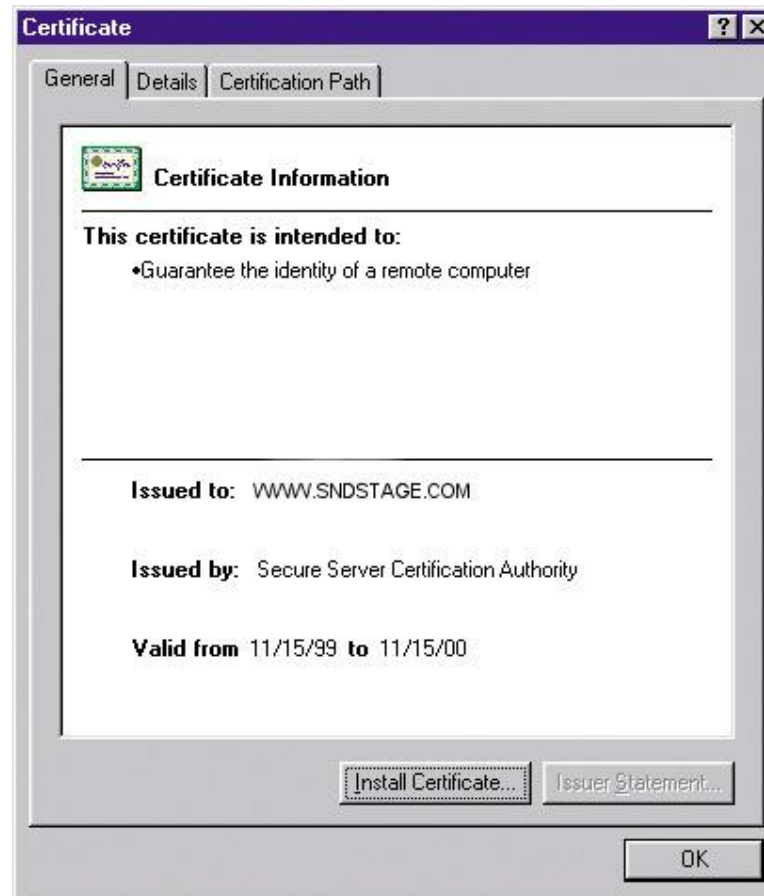 Certificate
General Details Certification Path
Certificate Information
This certificate is intended to:
•Guarantee the identity of a remote computer
Issued to: WWW.SNDSTAGE.COM
Issued by: Secure Server Certification Authority
Valid from 11/15/99 to 11/15/00
Install Certificate... Issuer Statement...
OK